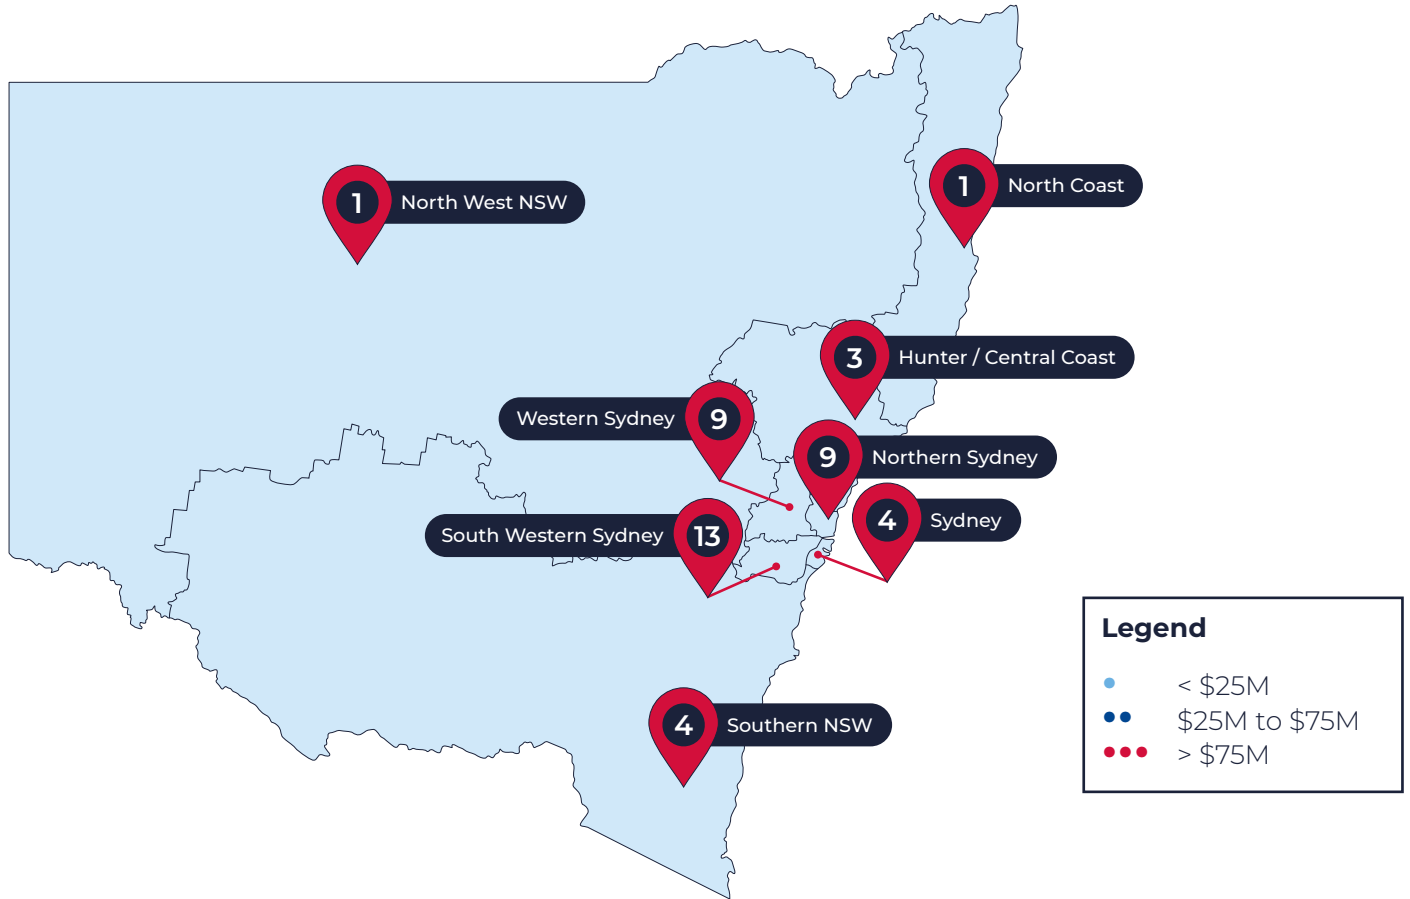 1 North West NSW
1 North Coast
3 Hunter / Central Coast
Western Sydney 9
9 Northern Sydney
4 Sydney
South Western Sydney 13
4 Southern NSW
Legend
< $25M
$25M to $75M
> $75M